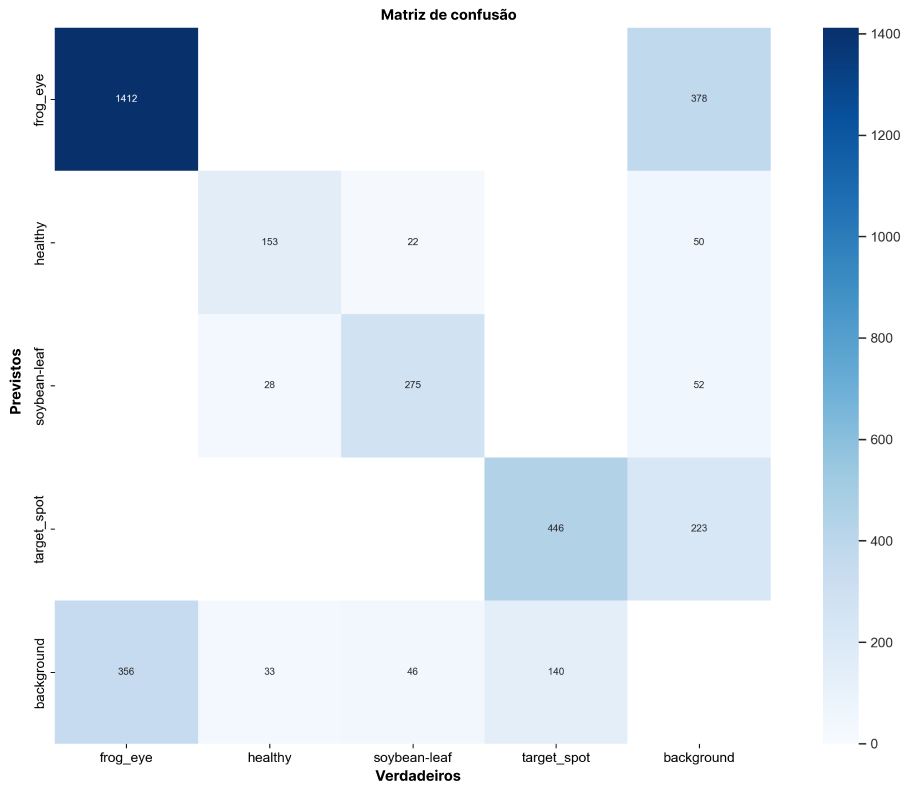 Matriz de confusão
frog_eye
1412
378
1400
1200
healthy
153
22
50
1000
800
Previstos
soybean-leaf
28
275
52
600
target_spot
446
223
400
200
background
356
33
46
140
0
frog_eye
healthy
soybean-leaf
target_spot
background
Verdadeiros